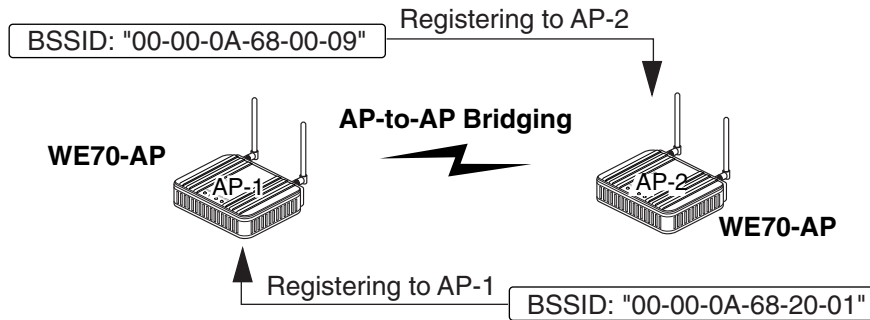 Registering to AP-2
BSSID: "00-00-0A-68-00-09"
AP-to-AP Bridging
WE70-AP
AP-1
AP-2
WE70-AP
Registering to AP-1
BSSID: "00-00-0A-68-20-01"